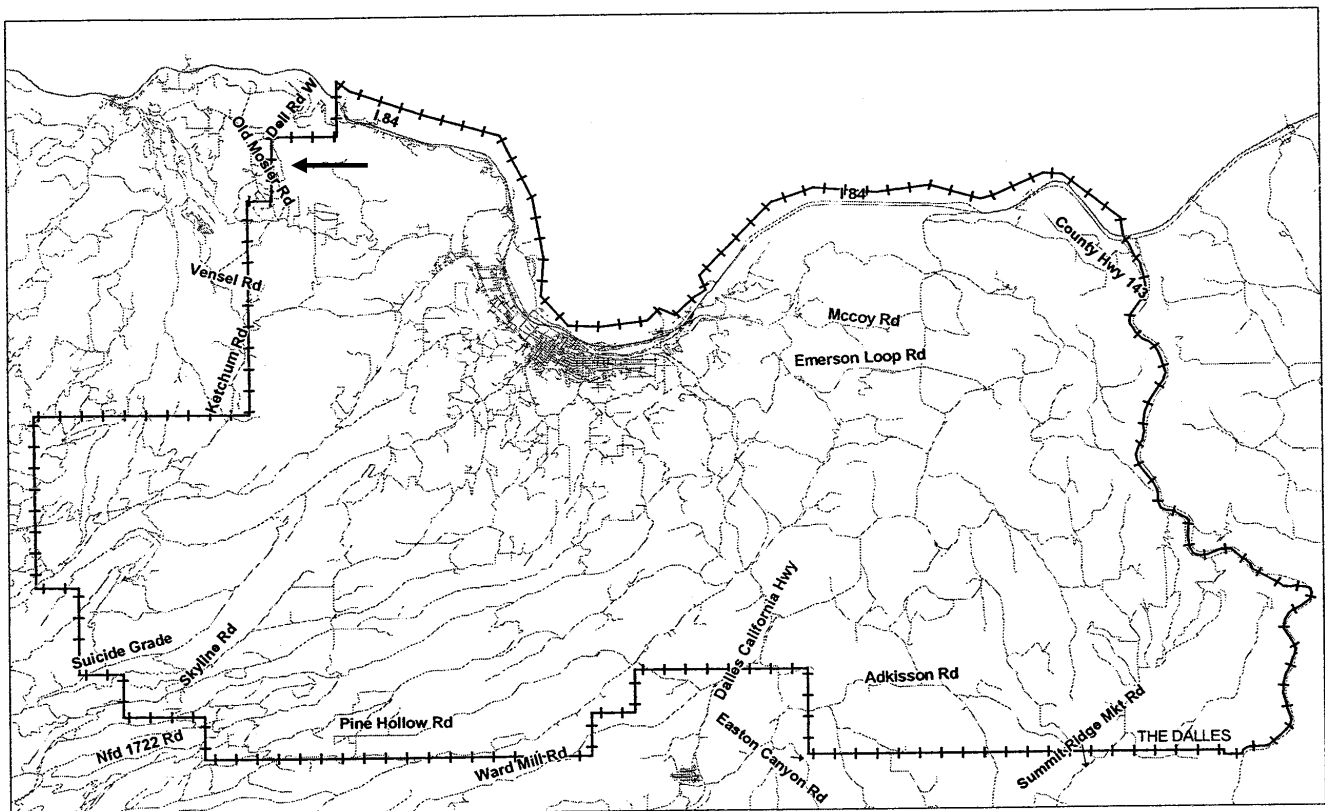 Dell Rd W
I 84
Old Mosier Rd
I 84
County Hwy 143
Vensel Rd
Mccoy Rd
Ketchum Rd
Emerson Loop Rd
Dalles California Hwy
Suicide Grade
Skyline Rd
Adkisson Rd
Pine Hollow Rd
Easton Canyon Rd
Summit Ridge Mkt Rd
THE DALLES
Nfd 1722 Rd
Ward Mill Rd